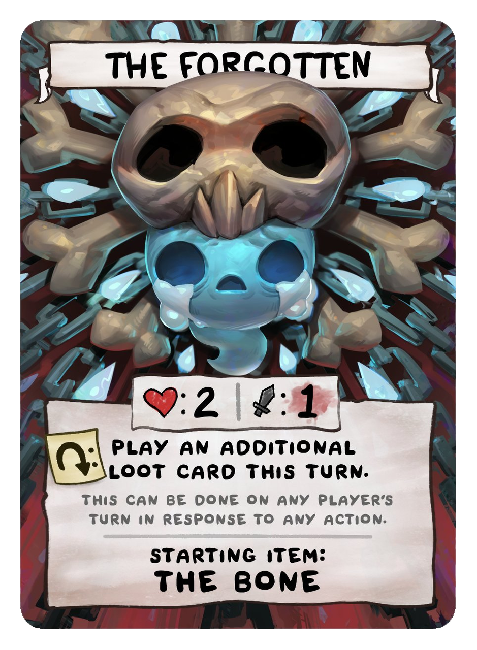 THE FORGOTTEN
: 2 | : 1
: PLAY AN ADDITIONAL
LOOT CARD THIS TURN.
THIS CAN BE DONE ON ANY PLAYER'S
TURN IN RESPONSE TO ANY ACTION.
STARTING ITEM:
THE BONE